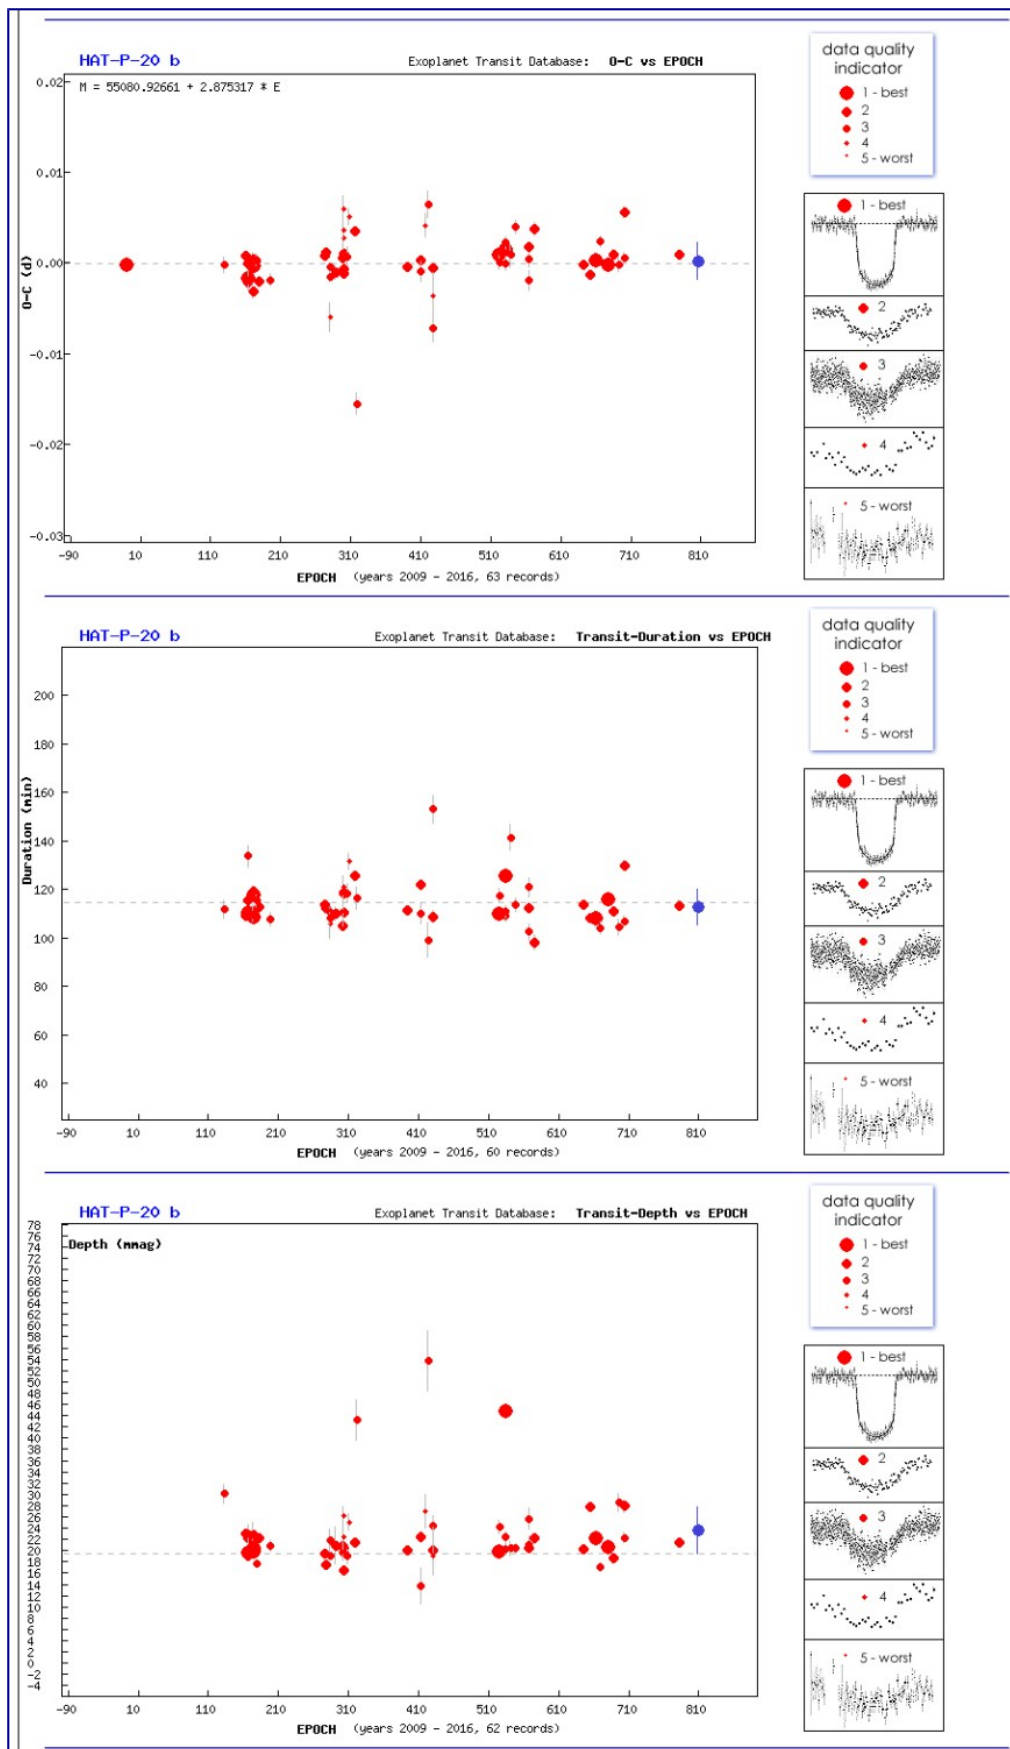 HAT-P-20 b
Exoplanet Transit Database: O-C vs EPOCH
M = 55080.92661 + 2.875317 * E
0.02
0.01
0.00
-0.01
-0.02
-0.03
O-C (d)
-90 10 110 210 310 410 510 610 710 810
EPOCH (years 2009 - 2016, 63 records)
data quality
indicator
1 - best
2
3
4
5 - worst
1 - best
2
3
4
5 - worst
HAT-P-20 b
Exoplanet Transit Database: Transit-Duration vs EPOCH
200
180
160
140
120
100
80
60
40
Duration (min)
-90 10 110 210 310 410 510 610 710 810
EPOCH (years 2009 - 2016, 60 records)
data quality
indicator
1 - best
2
3
4
5 - worst
1 - best
2
3
4
5 - worst
HAT-P-20 b
Exoplanet Transit Database: Transit-Depth vs EPOCH
Depth (mmag)
78
76
74
72
70
68
66
64
62
60
58
56
54
52
50
48
46
44
42
40
38
36
34
32
30
28
26
24
22
20
18
16
14
12
10
8
6
4
2
0
-2
-4
-90 10 110 210 310 410 510 610 710 810
EPOCH (years 2009 - 2016, 62 records)
data quality
indicator
1 - best
2
3
4
5 - worst
1 - best
2
3
4
5 - worst